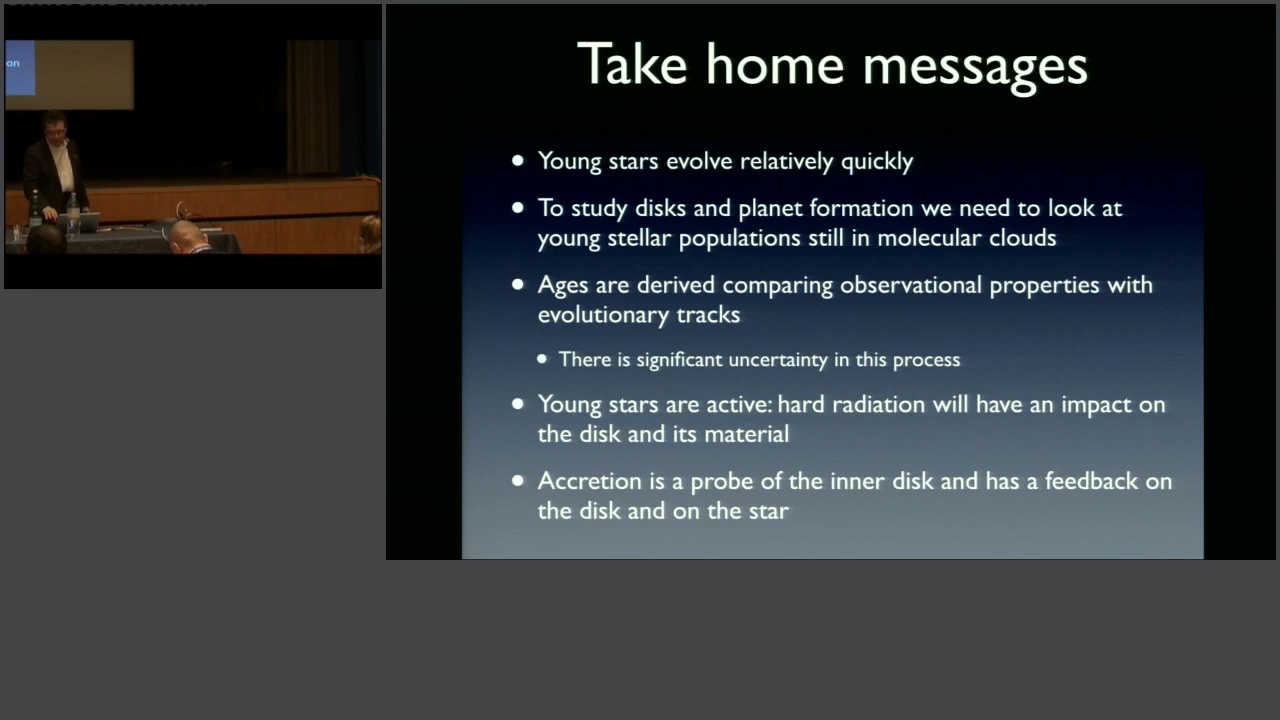 on
Take home messages
• Young stars evolve relatively quickly
• To study disks and planet formation we need to look at
young stellar populations still in molecular clouds
• Ages are derived comparing observational properties with
evolutionary tracks
• There is significant uncertainty in this process
• Young stars are active: hard radiation will have an impact on
the disk and its material
• Accretion is a probe of the inner disk and has a feedback on
the disk and on the star